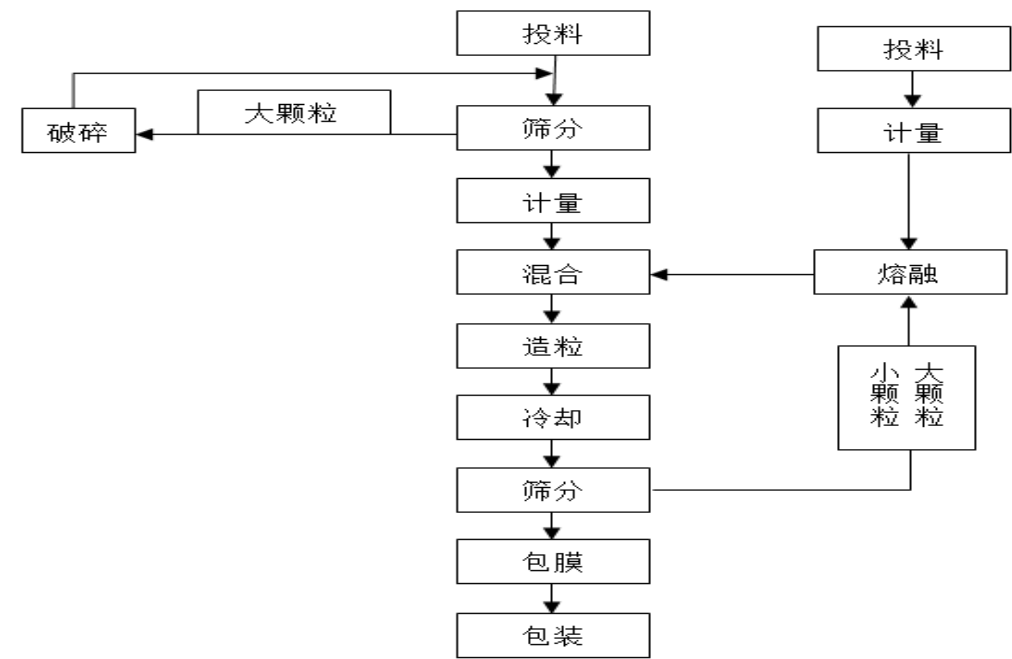 投料
投料
大颗粒
破碎
筛分
计量
计量
混合
熔融
造粒
大颗粒
小颗粒
冷却
筛分
包膜
包装